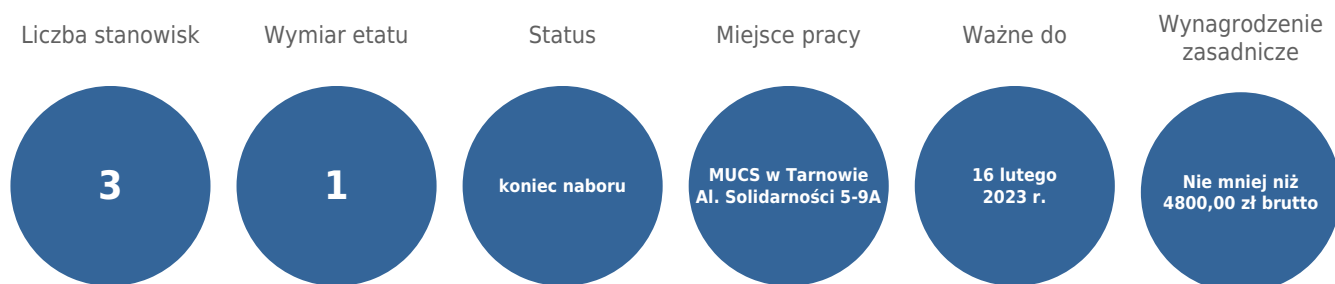 Liczba stanowisk
Wymiar etatu
Status
Miejsce pracy
Ważne do
Wynagrodzenie
zasadnicze
3
1
koniec naboru
MUCS w Tarnowie
Al. Solidarności 5-9A
16 lutego
2023 r.
Nie mniej niż
4800,00 zł brutto